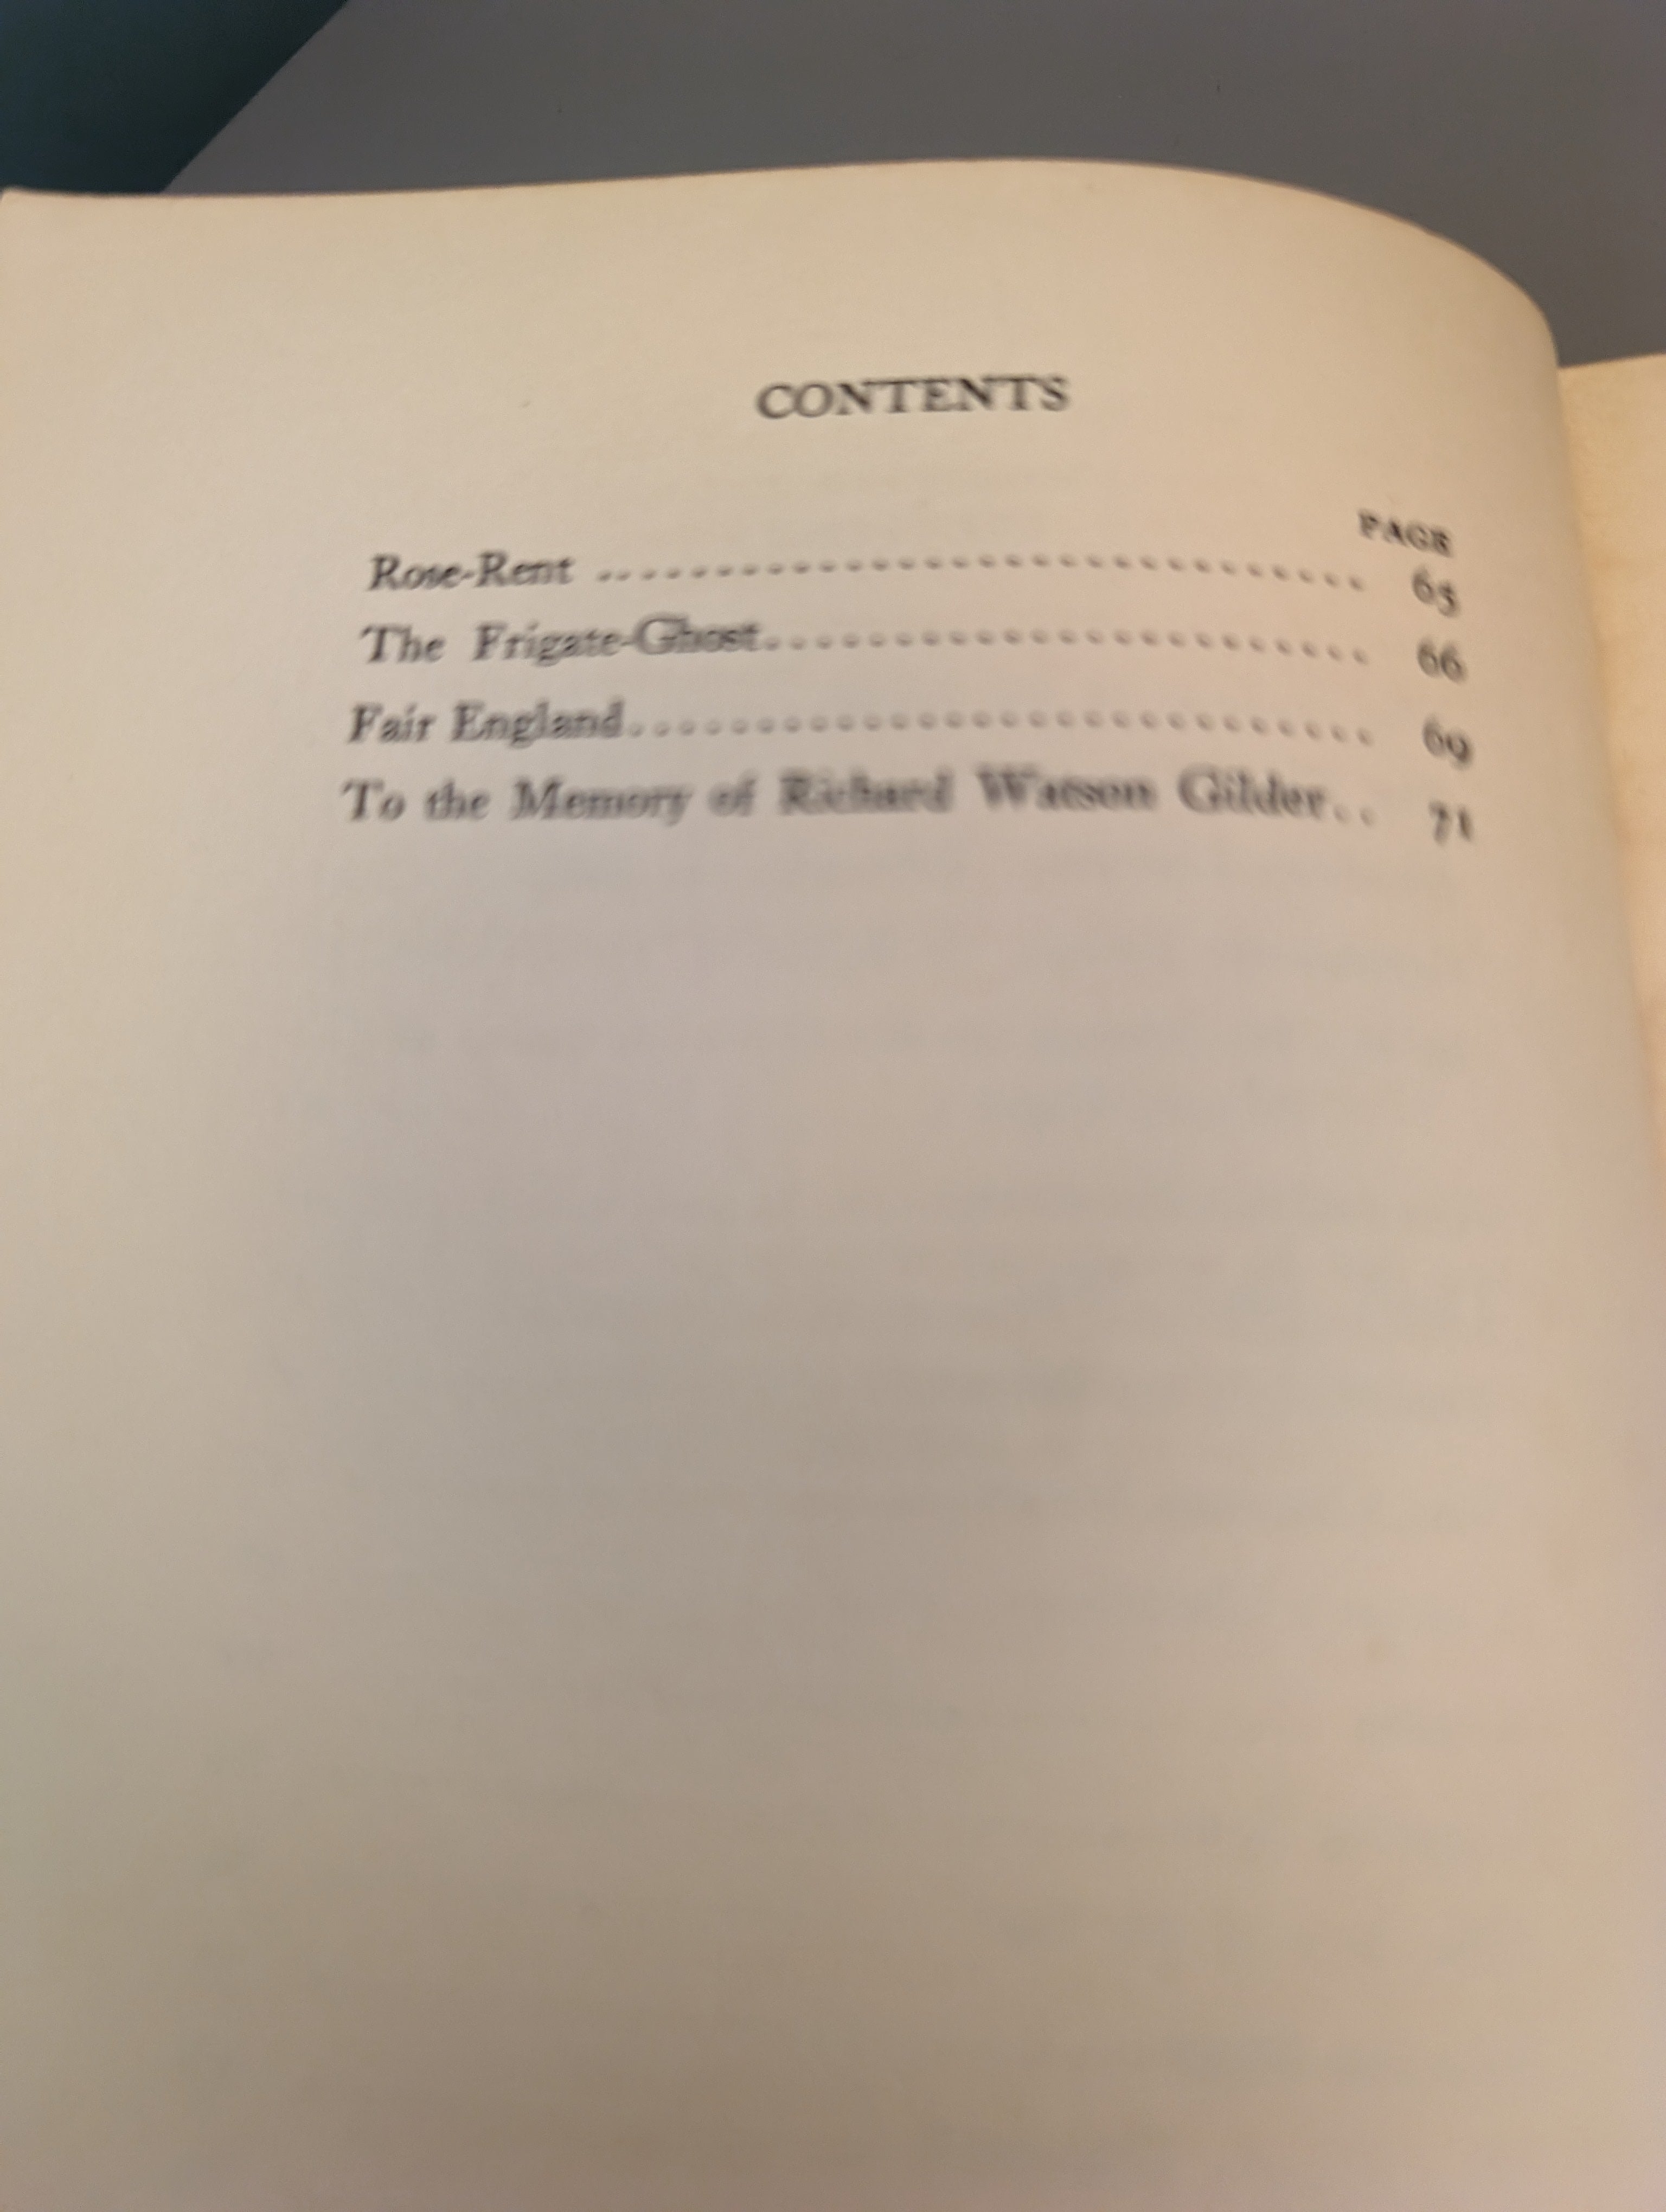 CONTENTS
PAGE
Rose-Rent .............................. 65
The Frigate-Ghost....................... 66
Fair England............................ 69
To the Memory of Richard Watson Gilder.. 71